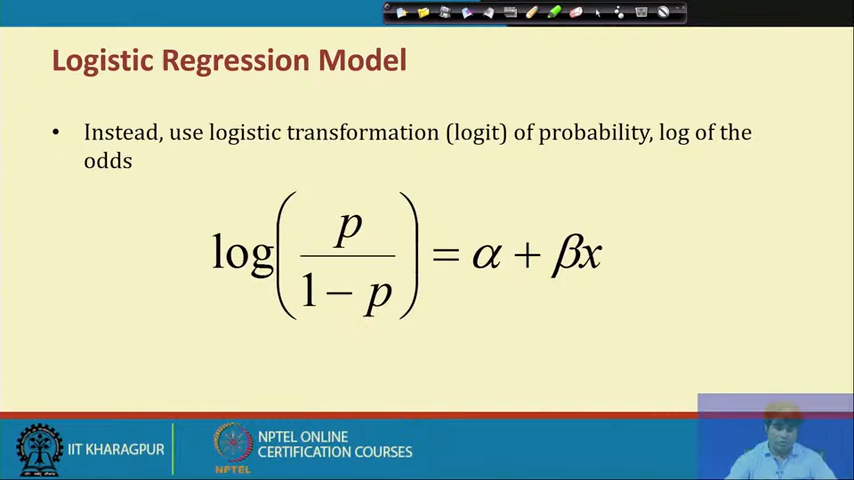 Logistic Regression Model
• Instead, use logistic transformation (logit) of probability, log of the
odds
log(p / 1 − p) = α + βx
IIT KHARAGPUR
NPTEL
NPTEL ONLINE
CERTIFICATION COURSES